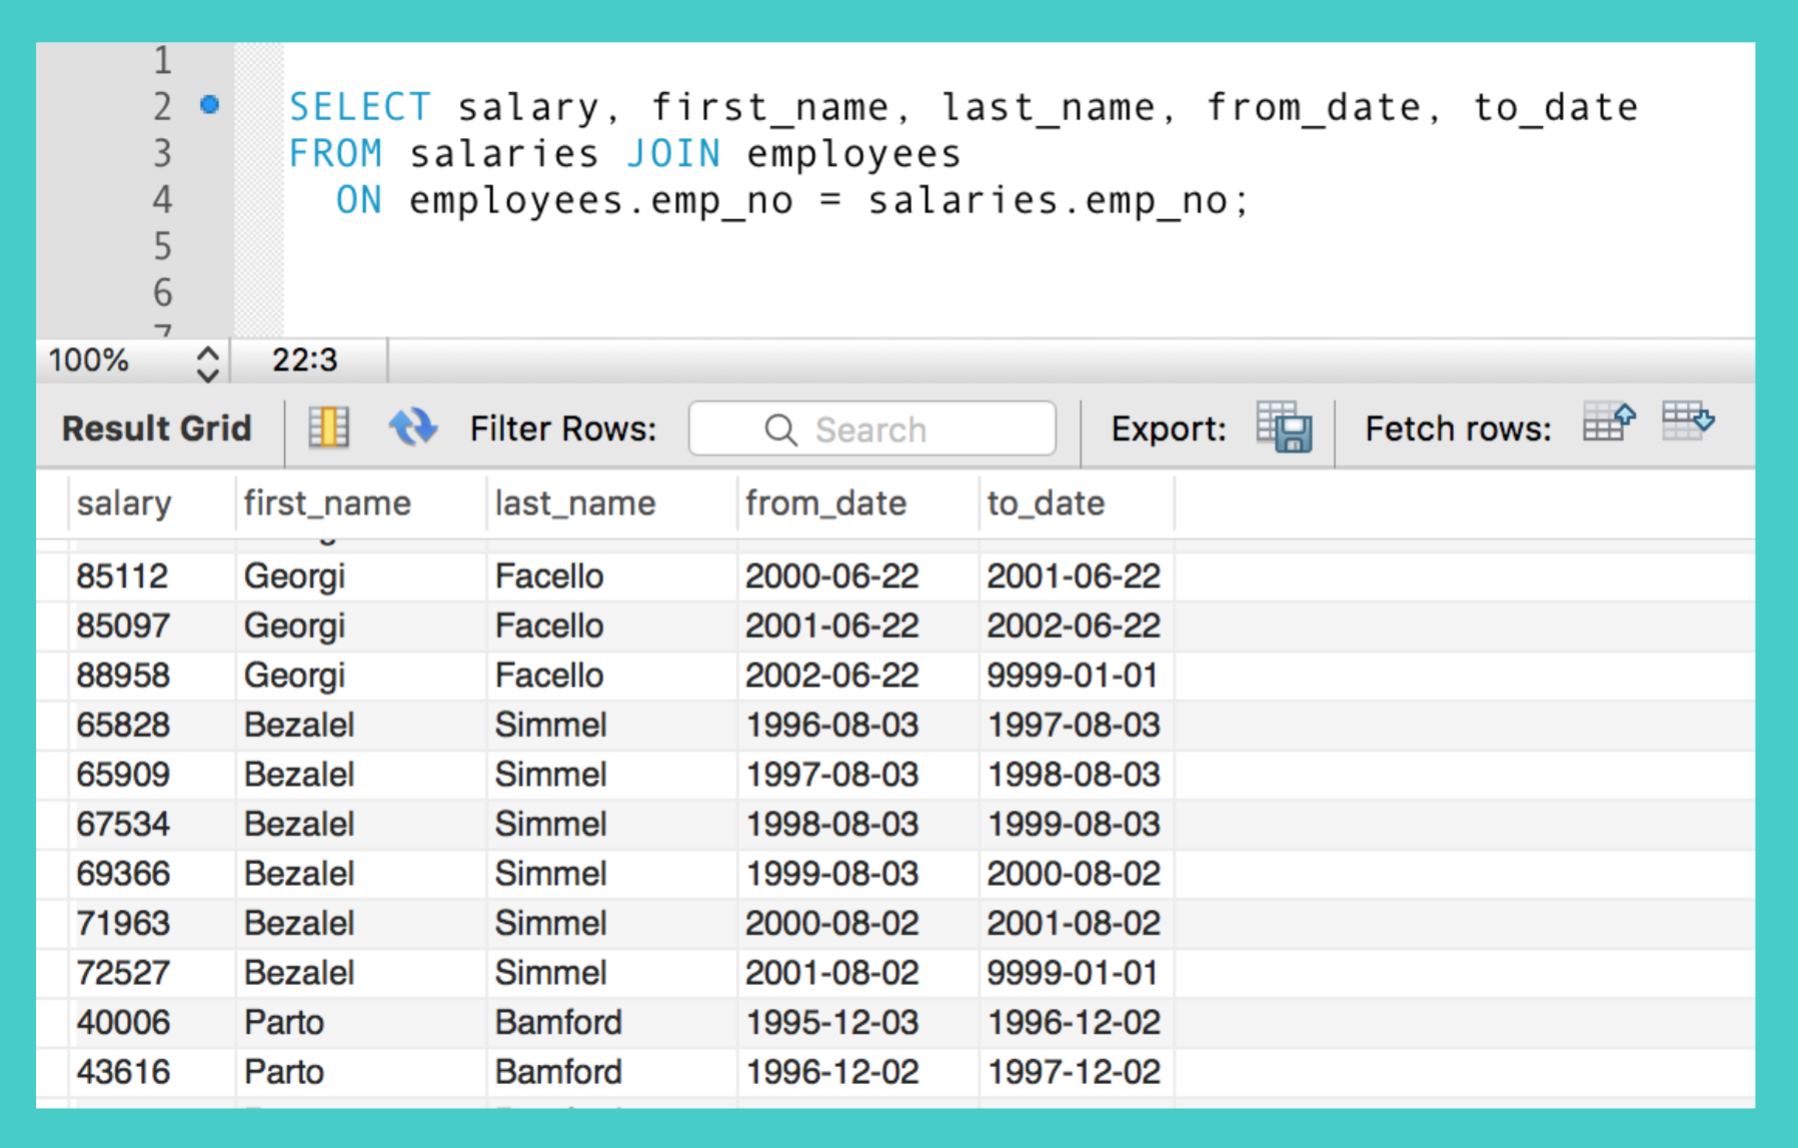 1
2 SELECT salary, first_name, last_name, from_date, to_date
3 FROM salaries JOIN employees
4 ON employees.emp_no = salaries.emp_no;
5
6
7
100% 22:3
Result Grid Filter Rows: Search Export: Fetch rows:
salary first_name last_name from_date to_date
85112 Georgi Facello 2000-06-22 2001-06-22
85097 Georgi Facello 2001-06-22 2002-06-22
88958 Georgi Facello 2002-06-22 9999-01-01
65828 Bezalel Simmel 1996-08-03 1997-08-03
65909 Bezalel Simmel 1997-08-03 1998-08-03
67534 Bezalel Simmel 1998-08-03 1999-08-03
69366 Bezalel Simmel 1999-08-03 2000-08-02
71963 Bezalel Simmel 2000-08-02 2001-08-02
72527 Bezalel Simmel 2001-08-02 9999-01-01
40006 Parto Bamford 1995-12-03 1996-12-02
43616 Parto Bamford 1996-12-02 1997-12-02